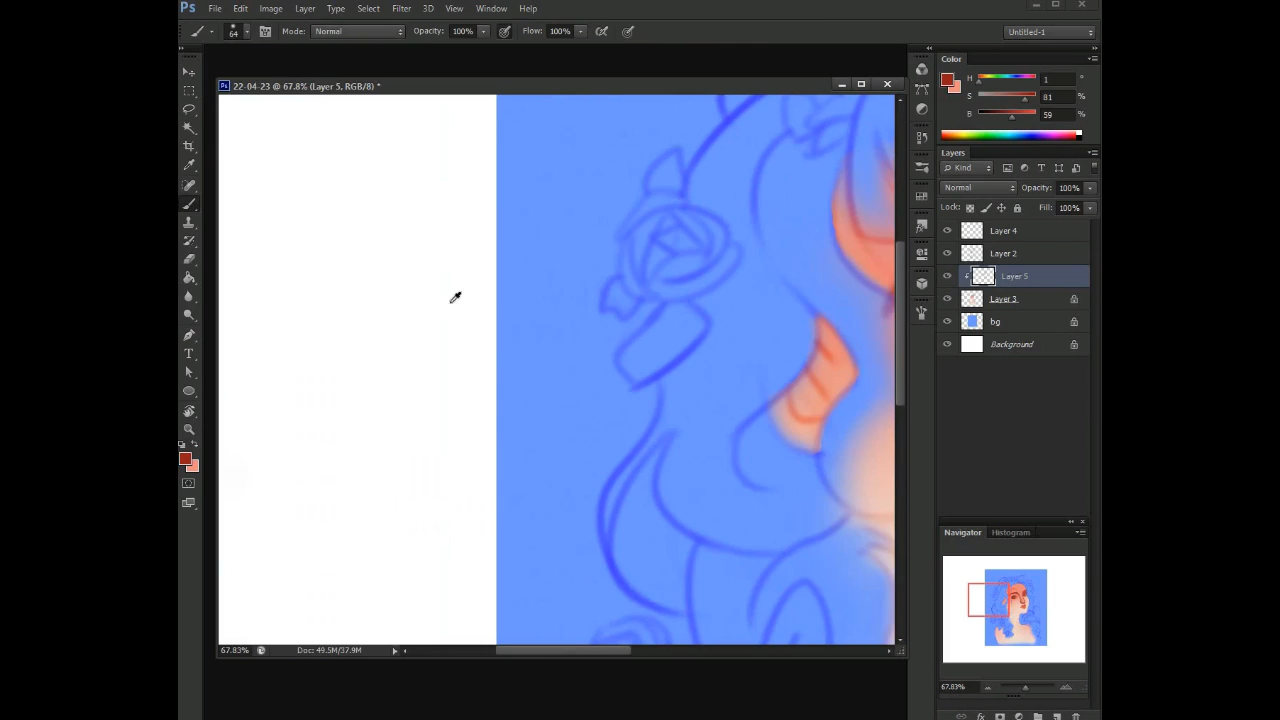 Ps File Edit Image Layer Type Select Filter 3D View Window Help
64 Mode: Normal Opacity: 100% Flow: 100% Untitled-1
22-04-23 @ 67.8% (Layer 5, RGB/8) *
Color
H 1 °
S 81 %
B 59 %
Layers
Kind
Normal Opacity: 100%
Lock: Fill: 100%
Layer 4
Layer 2
Layer 5
Layer 3
bg
Background
Navigator Histogram
67.83% Doc: 49.5M/37.9M
67.83%